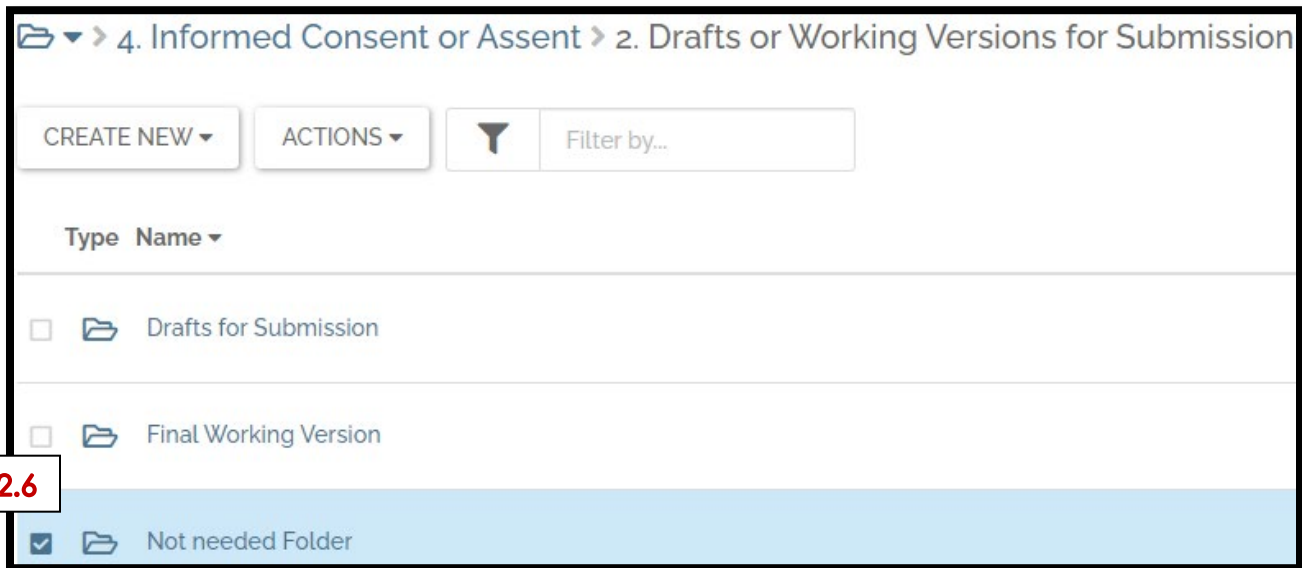 4. Informed Consent or Assent > 2. Drafts or Working Versions for Submission
CREATE NEW ACTIONS Filter by...
Type Name
Drafts for Submission
Final Working Version
2.6
Not needed Folder